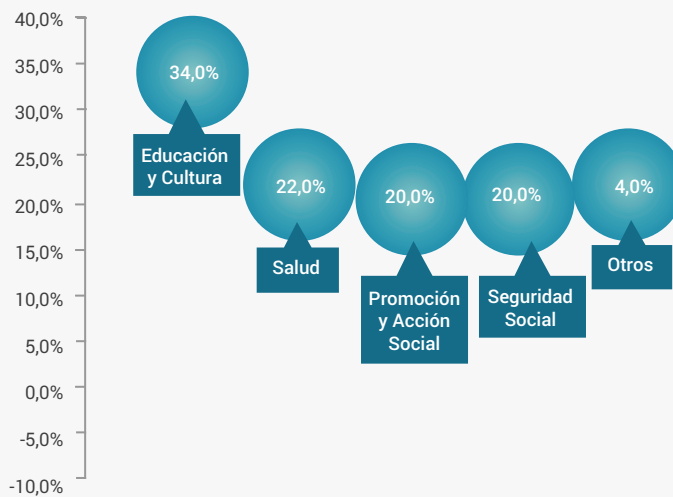 40,0%
35,0%
30,0%
25,0%
20,0%
15,0%
10,0%
5,0%
0,0%
-5,0%
-10,0%
34,0%
Educación
y Cultura
22,0%
Salud
20,0%
Promoción
y Acción
Social
20,0%
Seguridad
Social
4,0%
Otros